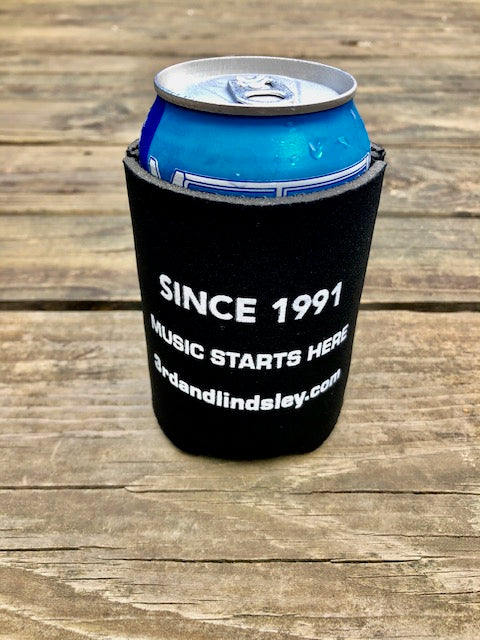 SINCE 1991
MUSIC STARTS HERE
3rdandlindsley.com